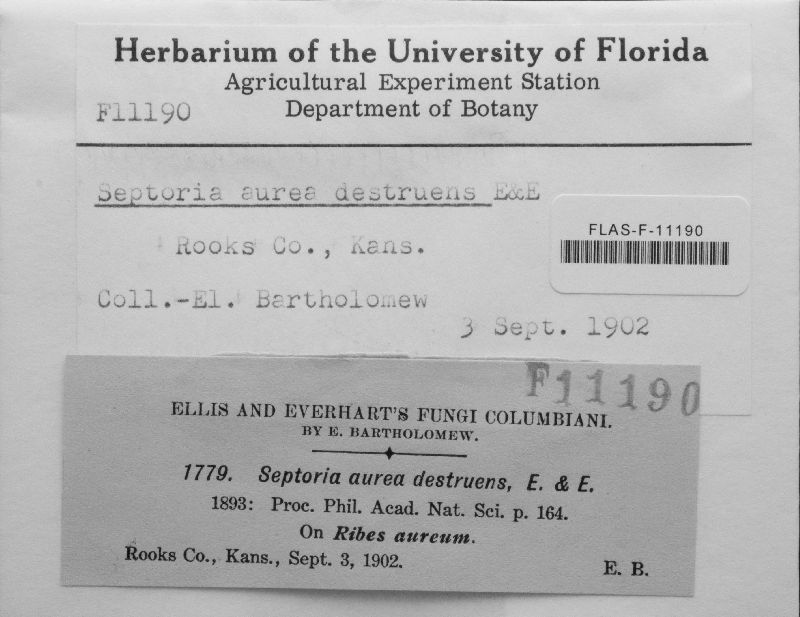 Herbarium of the University of Florida
Agricultural Experiment Station
Department of Botany
F11190
Septoria aurea destruens E&E
FLAS-F-11190
Rooks Co., Kans.
Coll.-El. Bartholomew
3 Sept. 1902
F11190
ELLIS AND EVERHART'S FUNGI COLUMBIANI.
BY E. BARTHOLOMEW.
1779. Septoria aurea destruens, E. & E.
1893: Proc. Phil. Acad. Nat. Sci. p. 164.
On Ribes aureum.
Rooks Co., Kans., Sept. 3, 1902.
E. B.